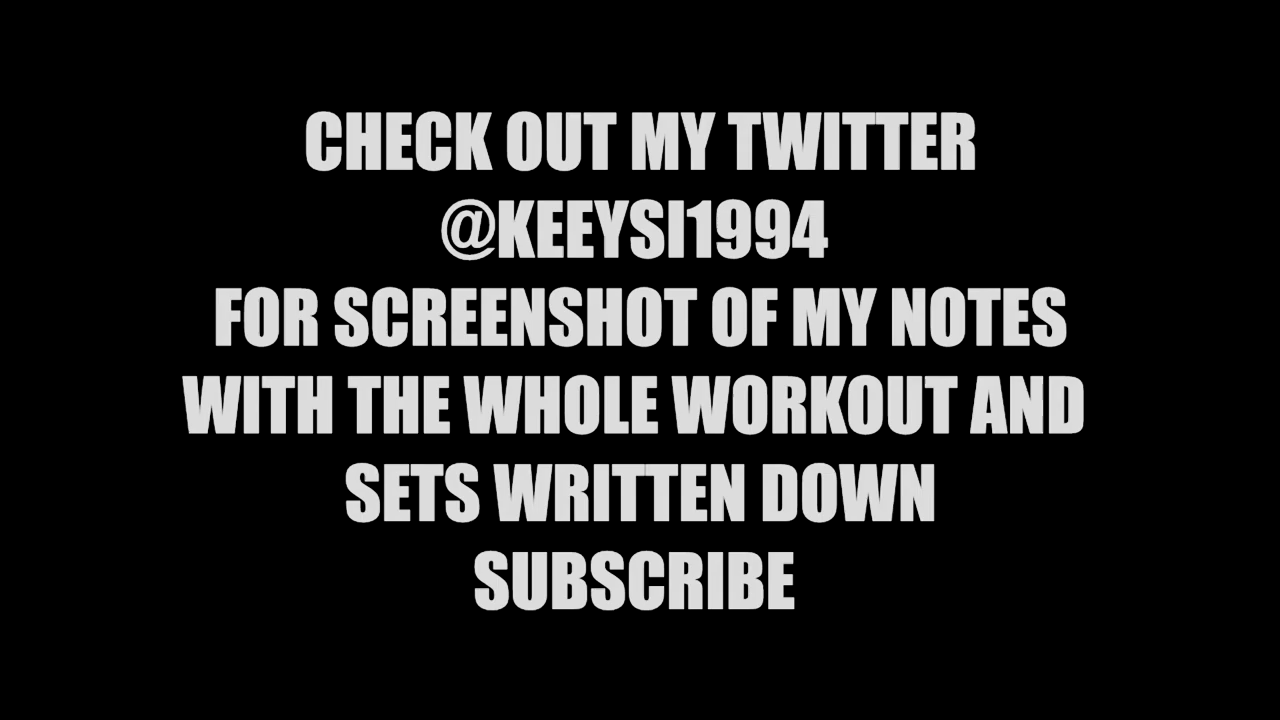 CHECK OUT MY TWITTER
@KEEYSI1994
FOR SCREENSHOT OF MY NOTES
WITH THE WHOLE WORKOUT AND
SETS WRITTEN DOWN
SUBSCRIBE